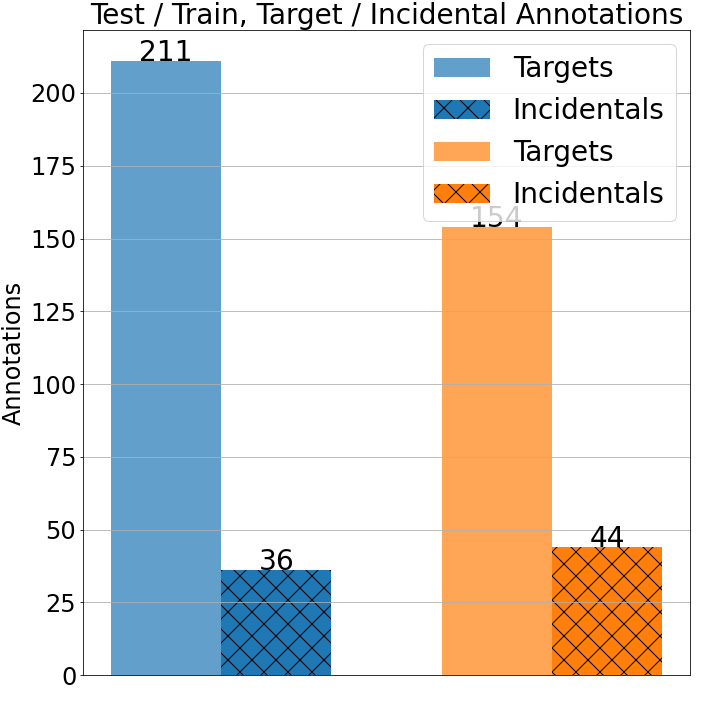 Test / Train, Target / Incidental Annotations
211
200
175
150
125
100
75
50
25
0
Annotations
Targets
Incidentals
Targets
Incidentals
154
36
44